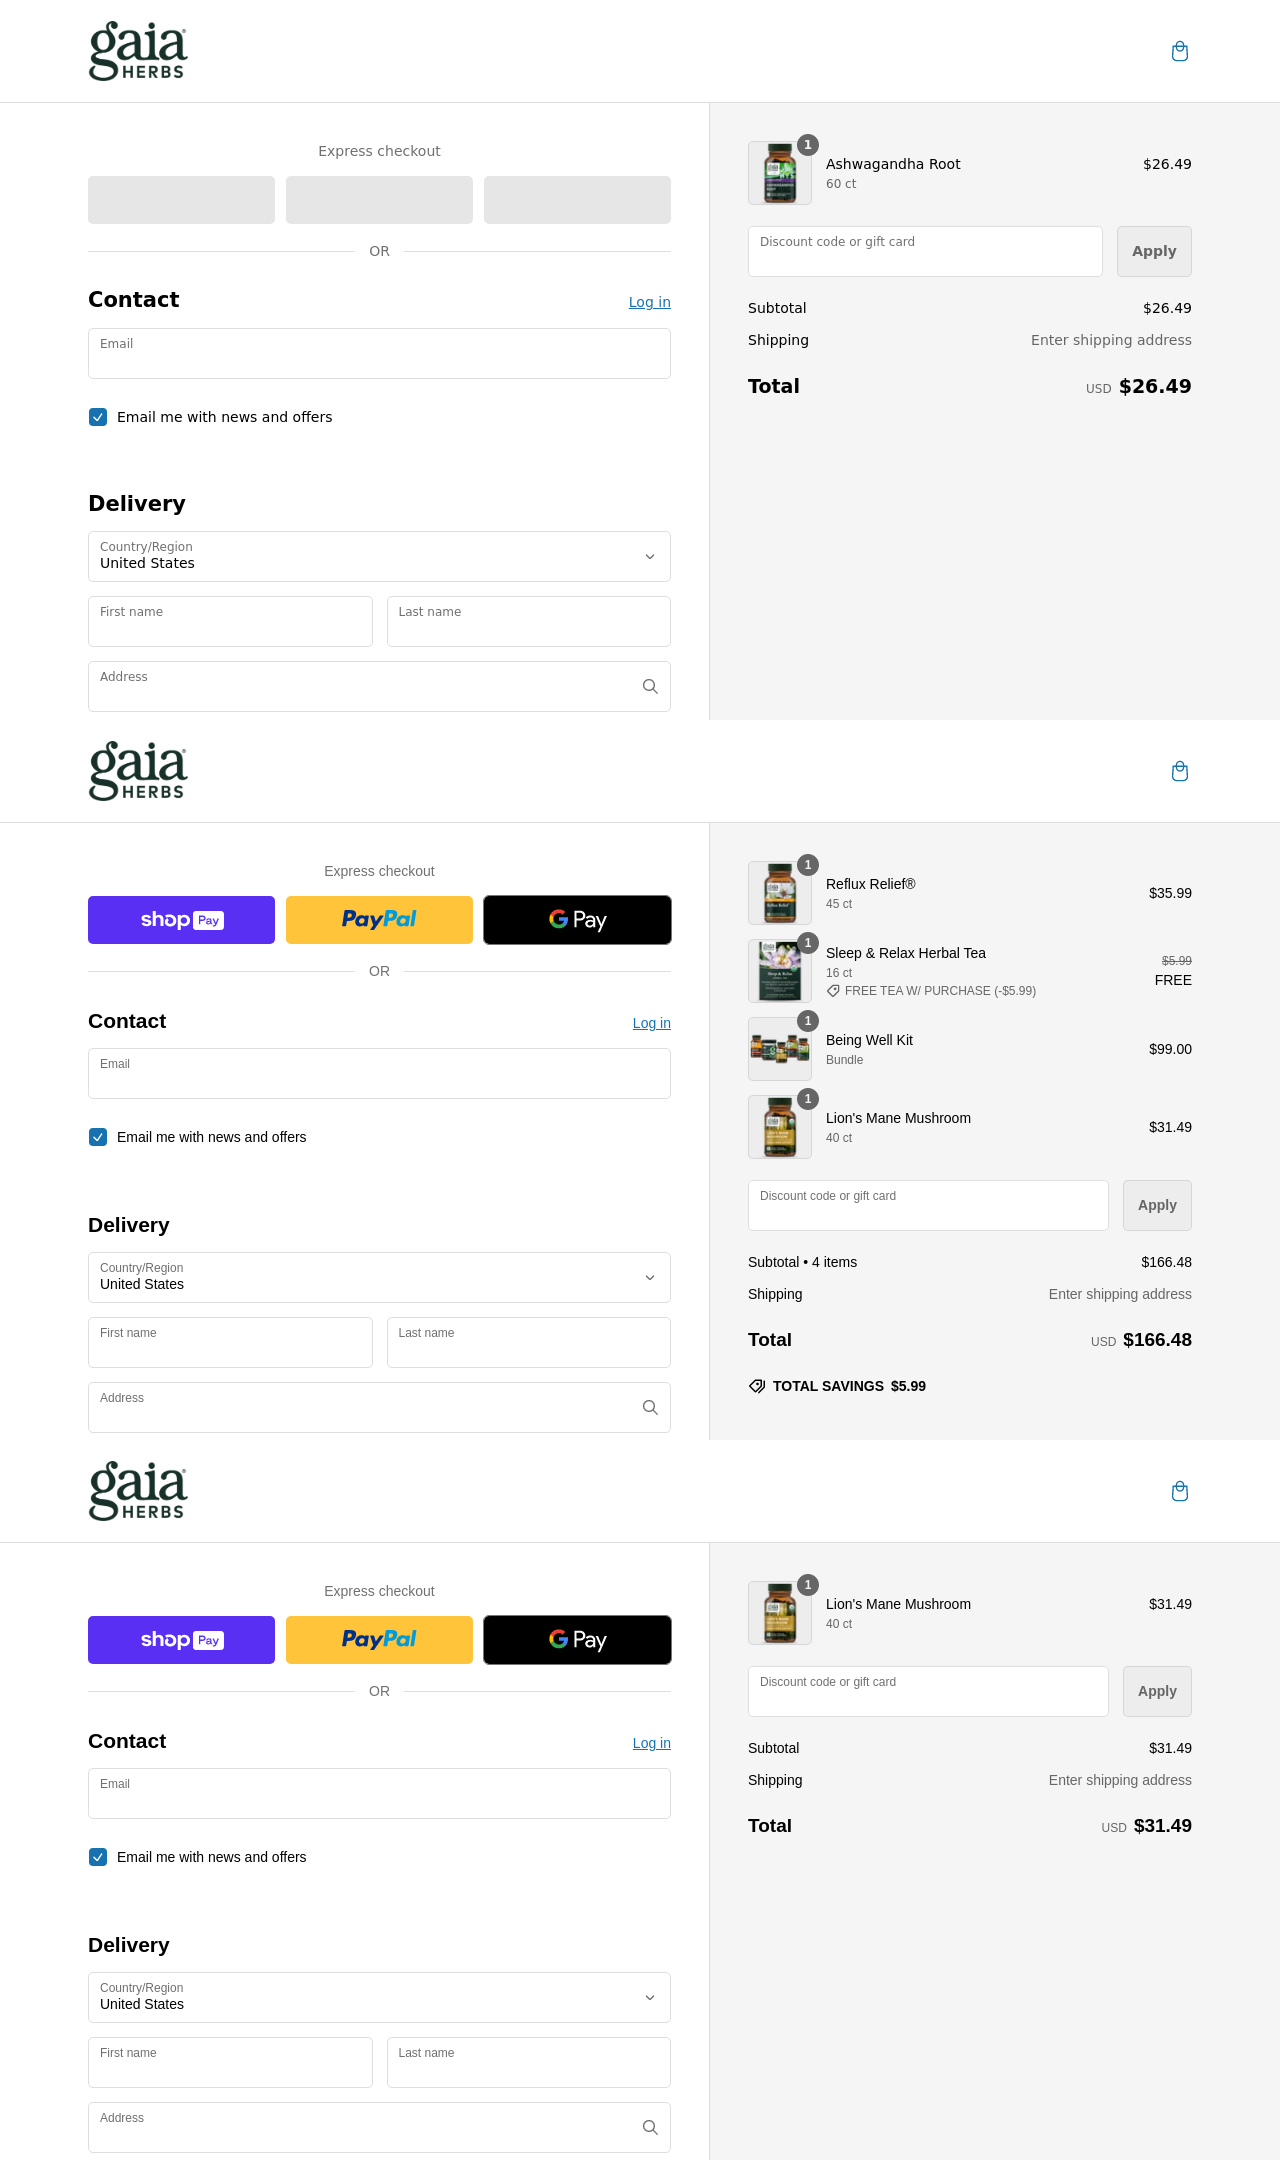 gaia
HERBS
Express checkout
OR
Contact
Log in
Email
Email me with news and offers
Delivery
Country/Region
United States
First name
Last name
Address
1
Ashwagandha Root
60 ct
$26.49
Discount code or gift card
Apply
Subtotal
$26.49
Shipping
Enter shipping address
Total
USD $26.49
gaia
HERBS
Express checkout
shop Pay
PayPal
G Pay
OR
Contact
Log in
Email
Email me with news and offers
Delivery
Country/Region
United States
First name
Last name
Address
1
Reflux Relief®
45 ct
$35.99
1
Sleep & Relax Herbal Tea
16 ct
FREE TEA W/ PURCHASE (-$5.99)
$5.99
FREE
1
Being Well Kit
Bundle
$99.00
1
Lion's Mane Mushroom
40 ct
$31.49
Discount code or gift card
Apply
Subtotal • 4 items
$166.48
Shipping
Enter shipping address
Total
USD $166.48
TOTAL SAVINGS $5.99
gaia
HERBS
Express checkout
shop Pay
PayPal
G Pay
OR
Contact
Log in
Email
Email me with news and offers
Delivery
Country/Region
United States
First name
Last name
Address
1
Lion's Mane Mushroom
40 ct
$31.49
Discount code or gift card
Apply
Subtotal
$31.49
Shipping
Enter shipping address
Total
USD $31.49